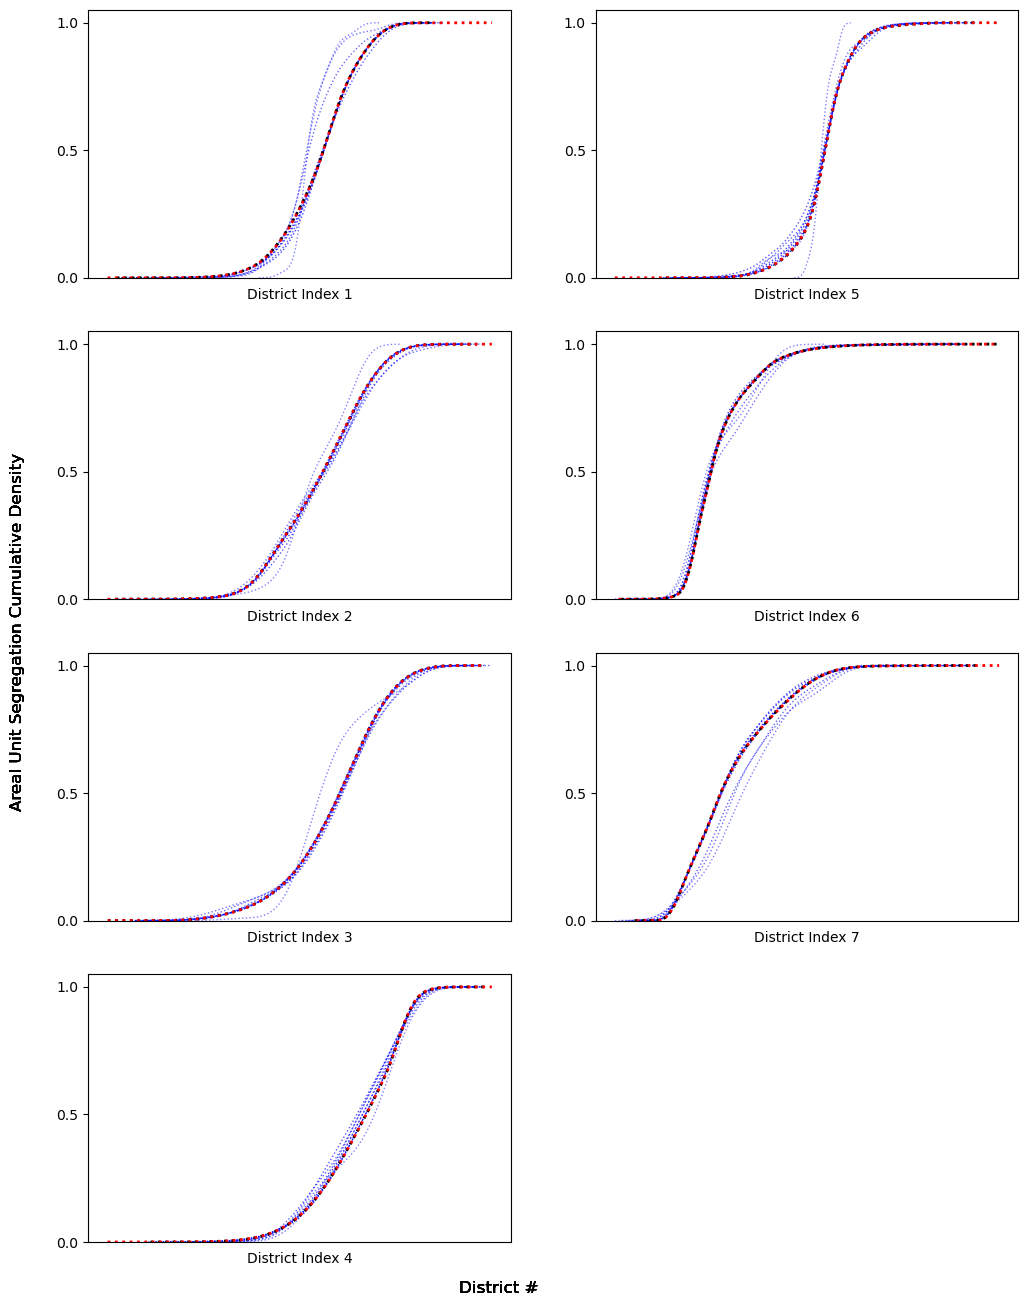 1.0
0.5
0.0
District Index 1
1.0
0.5
0.0
District Index 5
1.0
0.5
0.0
District Index 2
1.0
0.5
0.0
District Index 6
1.0
0.5
0.0
District Index 3
1.0
0.5
0.0
District Index 7
1.0
0.5
0.0
District Index 4
Areal Unit Segregation Cumulative Density
District #